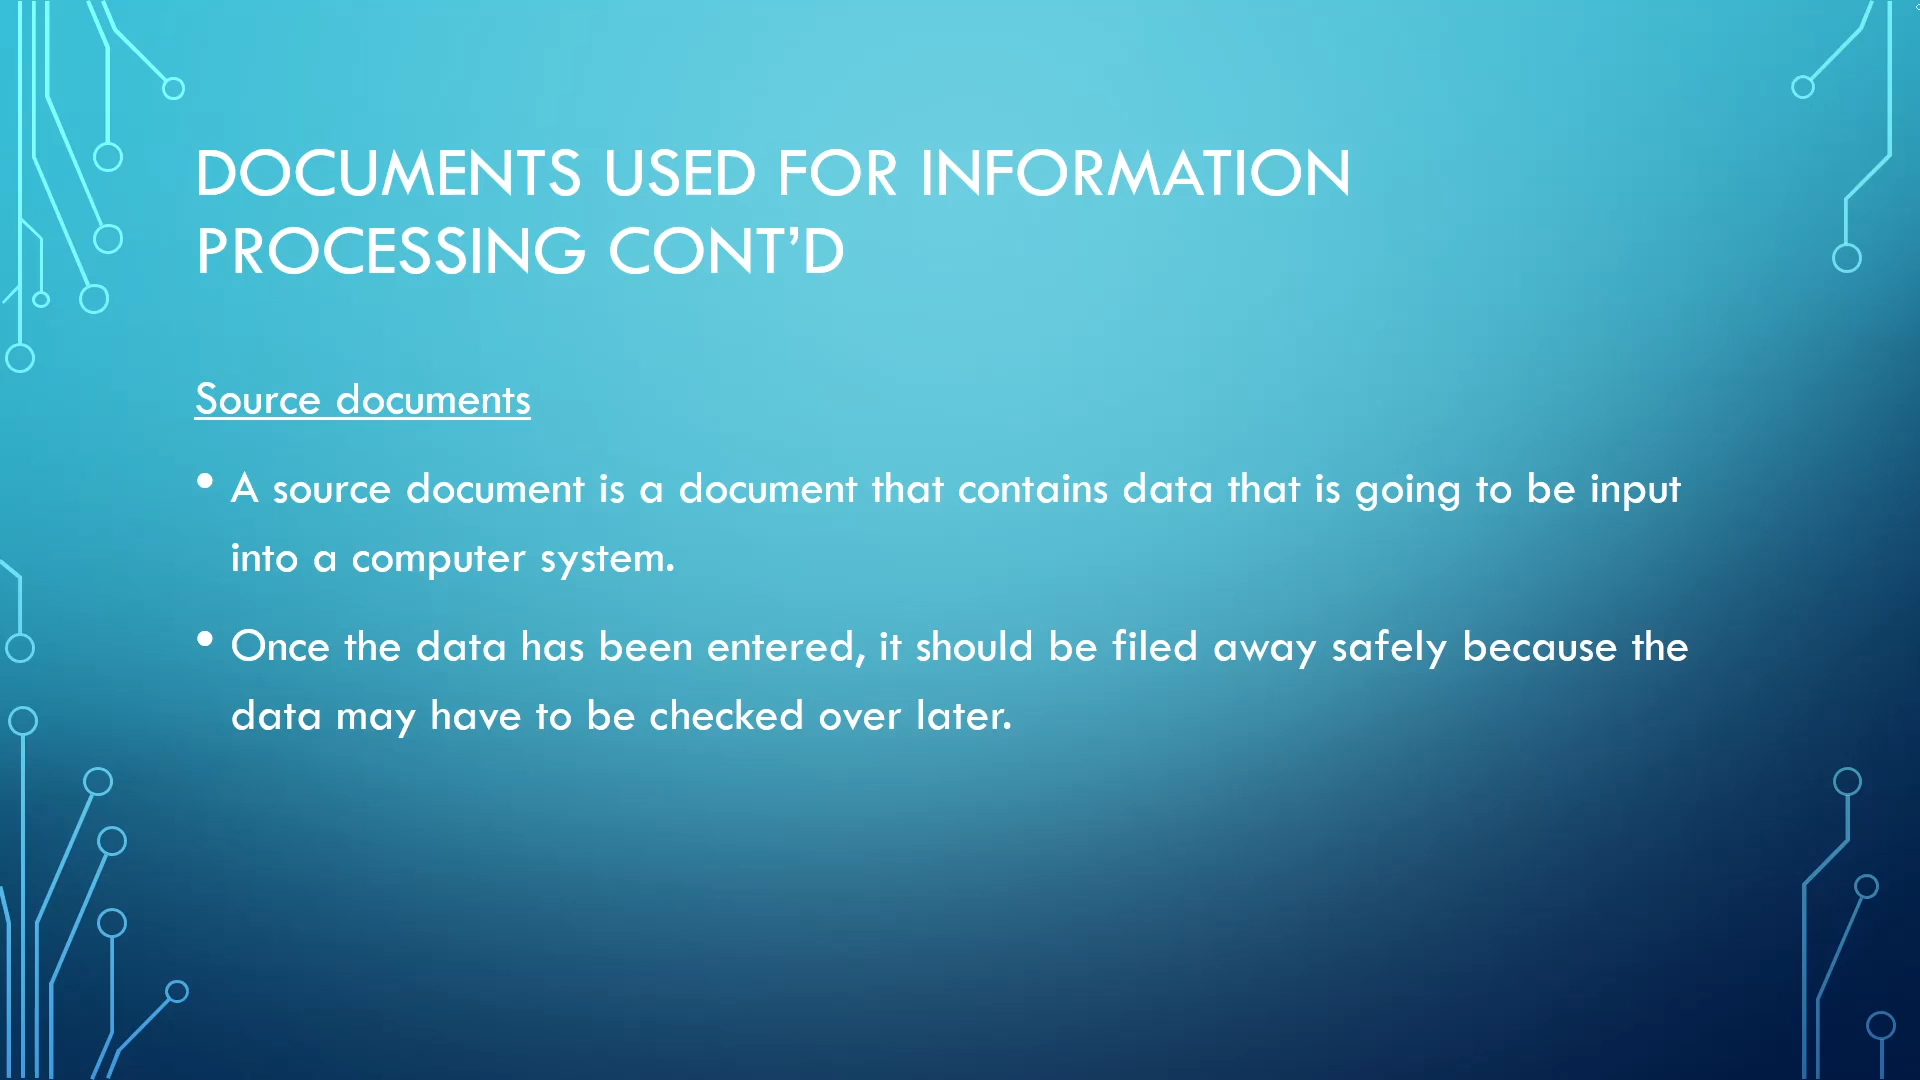 DOCUMENTS USED FOR INFORMATION
PROCESSING CONT’D
Source documents
• A source document is a document that contains data that is going to be input
into a computer system.
• Once the data has been entered, it should be filed away safely because the
data may have to be checked over later.